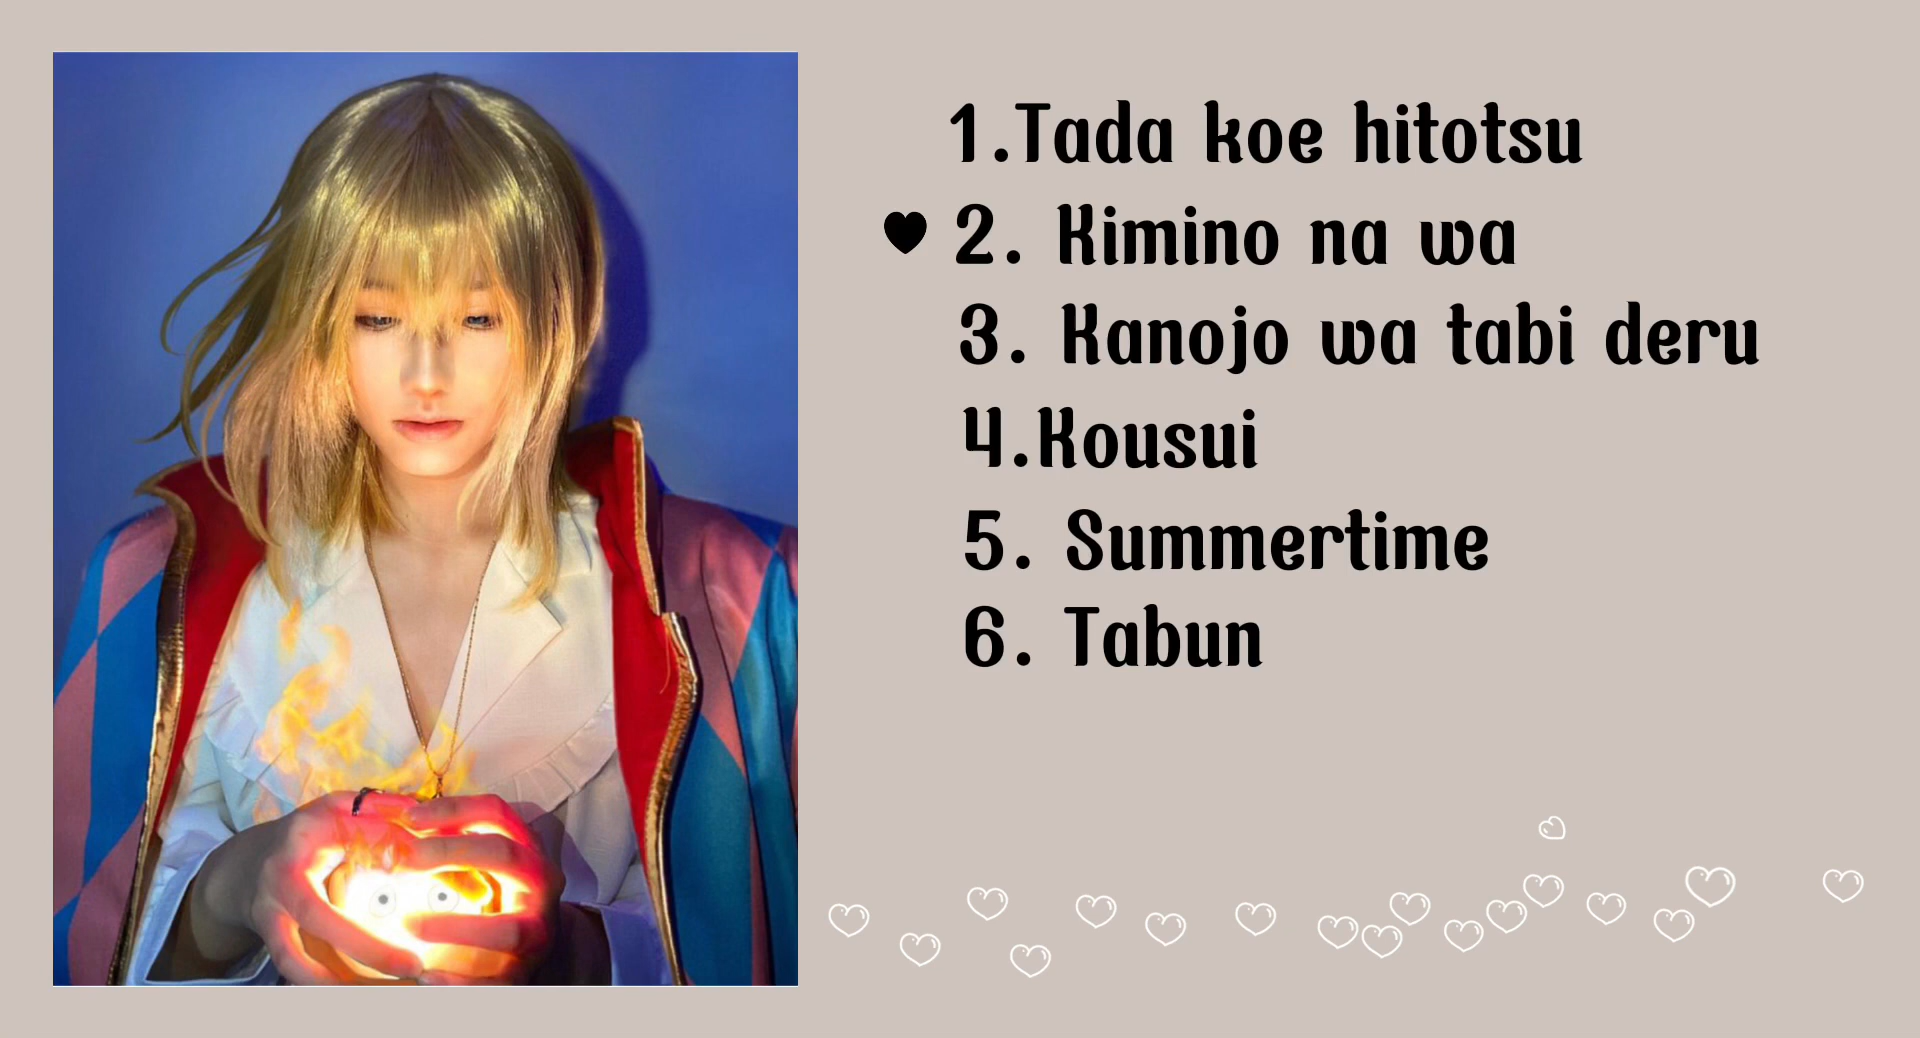 1.Tada koe hitotsu
2. Kimino na wa
3. Kanojo wa tabi deru
4.Kousui
5. Summertime
6. Tabun